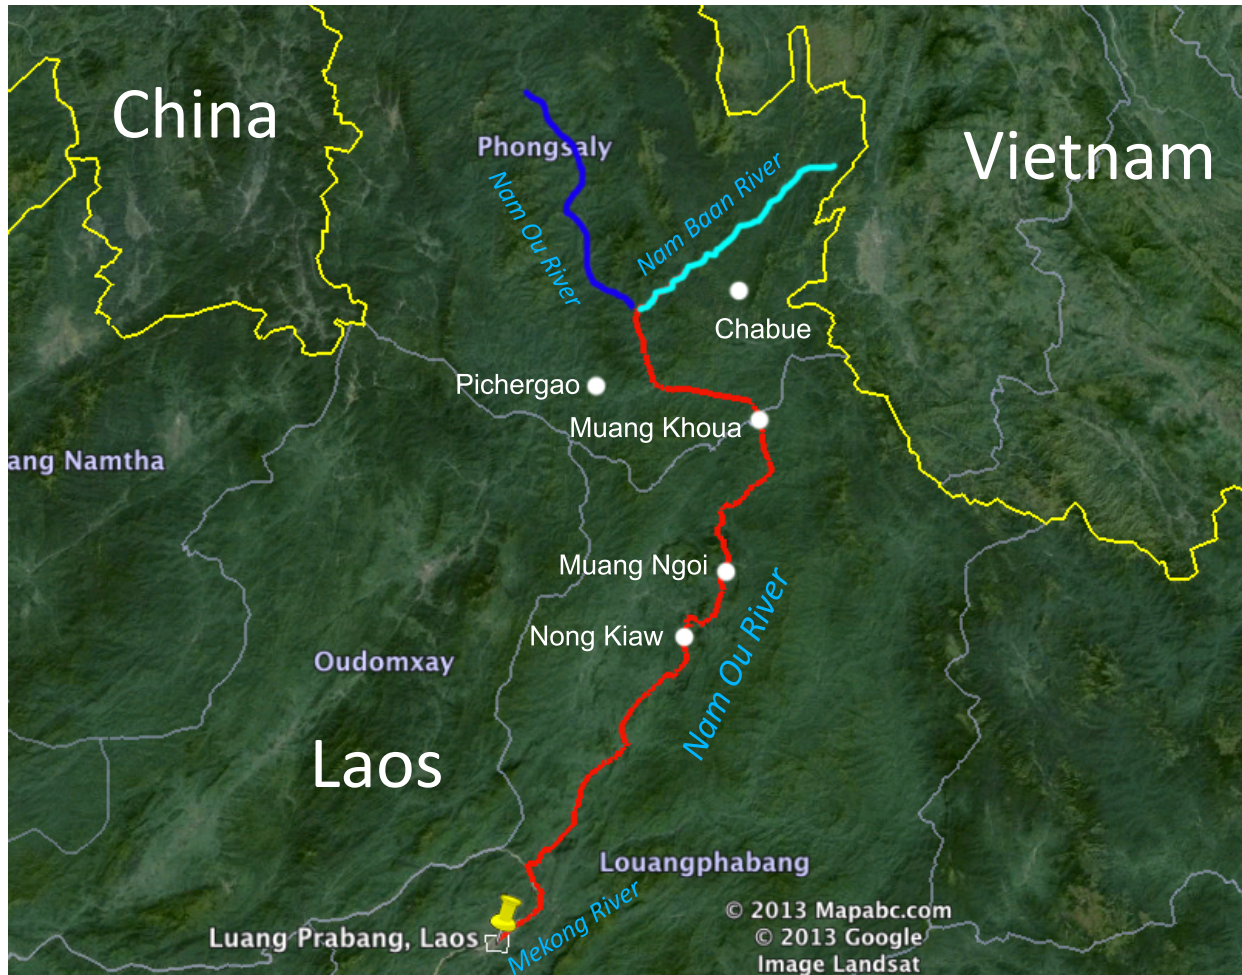 China
Vietnam
Phongsaly
Nam Ou River
Nam Baan River
Chabue
Pichergao
Muang Khoua
ang Namtha
Muang Ngoi
Nong Kiaw
Nam Ou River
Oudomxay
Laos
Louangphabang
Mekong River
Luang Prabang, Laos
© 2013 Mapabc.com
© 2013 Google
Image Landsat